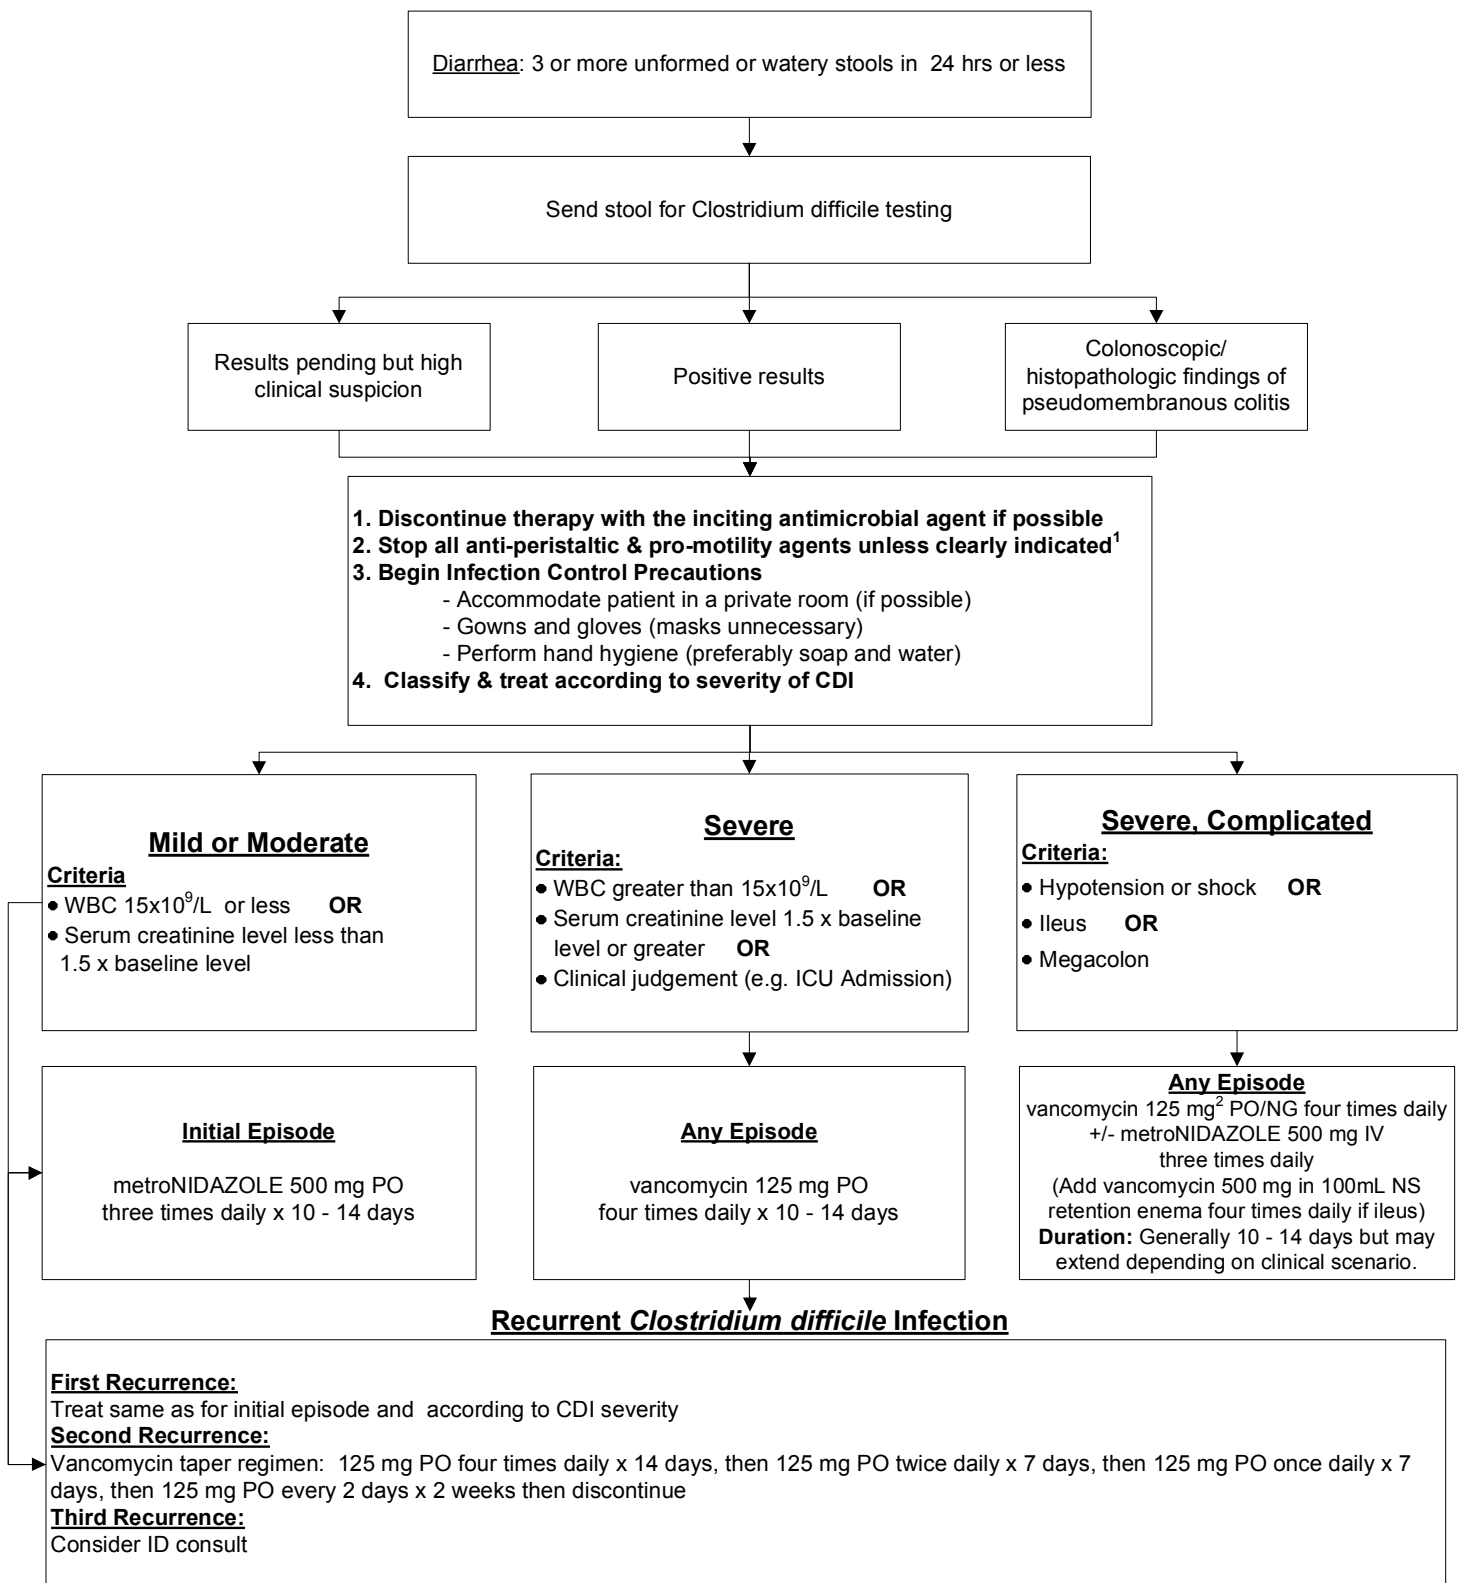 Diarrhea: 3 or more unformed or watery stools in 24 hrs or less
Send stool for Clostridium difficile testing
Results pending but high
clinical suspicion
Positive results
Colonoscopic/
histopathologic findings of
pseudomembranous colitis
1. Discontinue therapy with the inciting antimicrobial agent if possible
2. Stop all anti-peristaltic & pro-motility agents unless clearly indicated¹
3. Begin Infection Control Precautions
- Accommodate patient in a private room (if possible)
- Gowns and gloves (masks unnecessary)
- Perform hand hygiene (preferably soap and water)
4. Classify & treat according to severity of CDI
Mild or Moderate
Criteria
• WBC 15x10⁹/L or less OR
• Serum creatinine level less than
1.5 x baseline level
Severe
Criteria:
• WBC greater than 15x10⁹/L OR
• Serum creatinine level 1.5 x baseline
level or greater OR
• Clinical judgement (e.g. ICU Admission)
Severe, Complicated
Criteria:
• Hypotension or shock OR
• Ileus OR
• Megacolon
Initial Episode
metroNIDAZOLE 500 mg PO
three times daily x 10 - 14 days
Any Episode
vancomycin 125 mg PO
four times daily x 10 - 14 days
Any Episode
vancomycin 125 mg² PO/NG four times daily
+/- metroNIDAZOLE 500 mg IV
three times daily
(Add vancomycin 500 mg in 100mL NS
retention enema four times daily if ileus)
Duration: Generally 10 - 14 days but may
extend depending on clinical scenario.
Recurrent Clostridium difficile Infection
First Recurrence:
Treat same as for initial episode and according to CDI severity
Second Recurrence:
Vancomycin taper regimen: 125 mg PO four times daily x 14 days, then 125 mg PO twice daily x 7 days, then 125 mg PO once daily x 7
days, then 125 mg PO every 2 days x 2 weeks then discontinue
Third Recurrence:
Consider ID consult